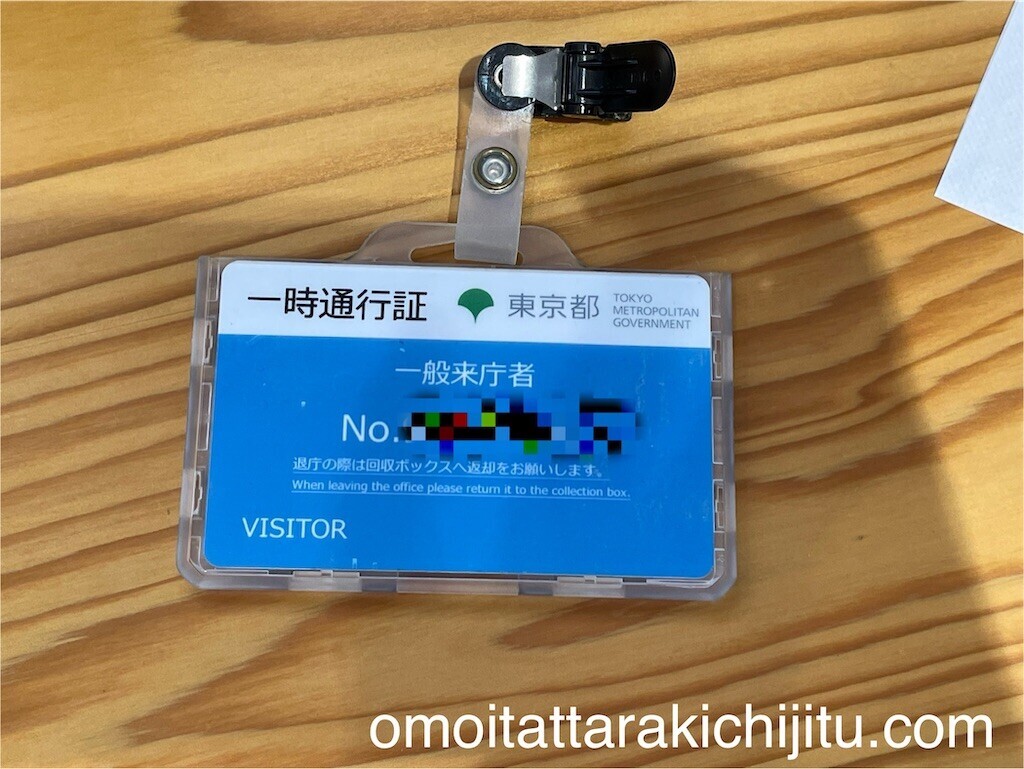 一時通行証 東京都 TOKYO METROPOLITAN GOVERNMENT
一般来庁者
No.
退庁の際は回収ボックスへ返却をお願いします。
When leaving the office please return it to the collection box.
VISITOR
omoitattarakichijitu.com